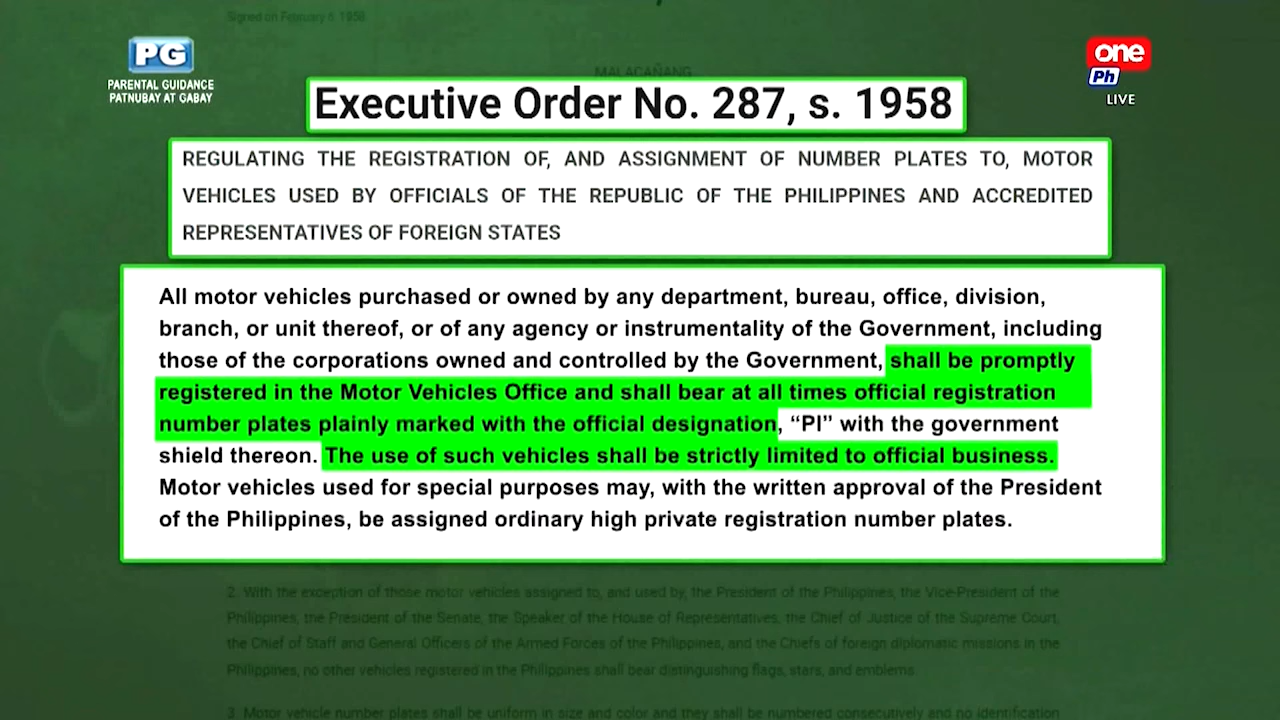 Signed on February 6, 1958
MALACAÑANG
PG
PARENTAL GUIDANCE
PATNUBAY AT GABAY
one
Ph
LIVE
Executive Order No. 287, s. 1958
REGULATING THE REGISTRATION OF, AND ASSIGNMENT OF NUMBER PLATES TO, MOTOR
VEHICLES USED BY OFFICIALS OF THE REPUBLIC OF THE PHILIPPINES AND ACCREDITED
REPRESENTATIVES OF FOREIGN STATES
All motor vehicles purchased or owned by any department, bureau, office, division,
branch, or unit thereof, or of any agency or instrumentality of the Government, including
those of the corporations owned and controlled by the Government, shall be promptly
registered in the Motor Vehicles Office and shall bear at all times official registration
number plates plainly marked with the official designation, “PI” with the government
shield thereon. The use of such vehicles shall be strictly limited to official business.
Motor vehicles used for special purposes may, with the written approval of the President
of the Philippines, be assigned ordinary high private registration number plates.
2. With the exception of those motor vehicles assigned to, and used by, the President of the Philippines, the Vice-President of the
Philippines, the President of the Senate, the Speaker of the House of Representatives, the Chief of Justice of the Supreme Court,
the Chief of Staff and General Officers of the Armed Forces of the Philippines, and the Chiefs of foreign diplomatic missions in the
Philippines, no other vehicles registered in the Philippines shall bear distinguishing flags, stars, and emblems.
3. Motor vehicle number plates shall be uniform in size and color and they shall be numbered consecutively and no identification